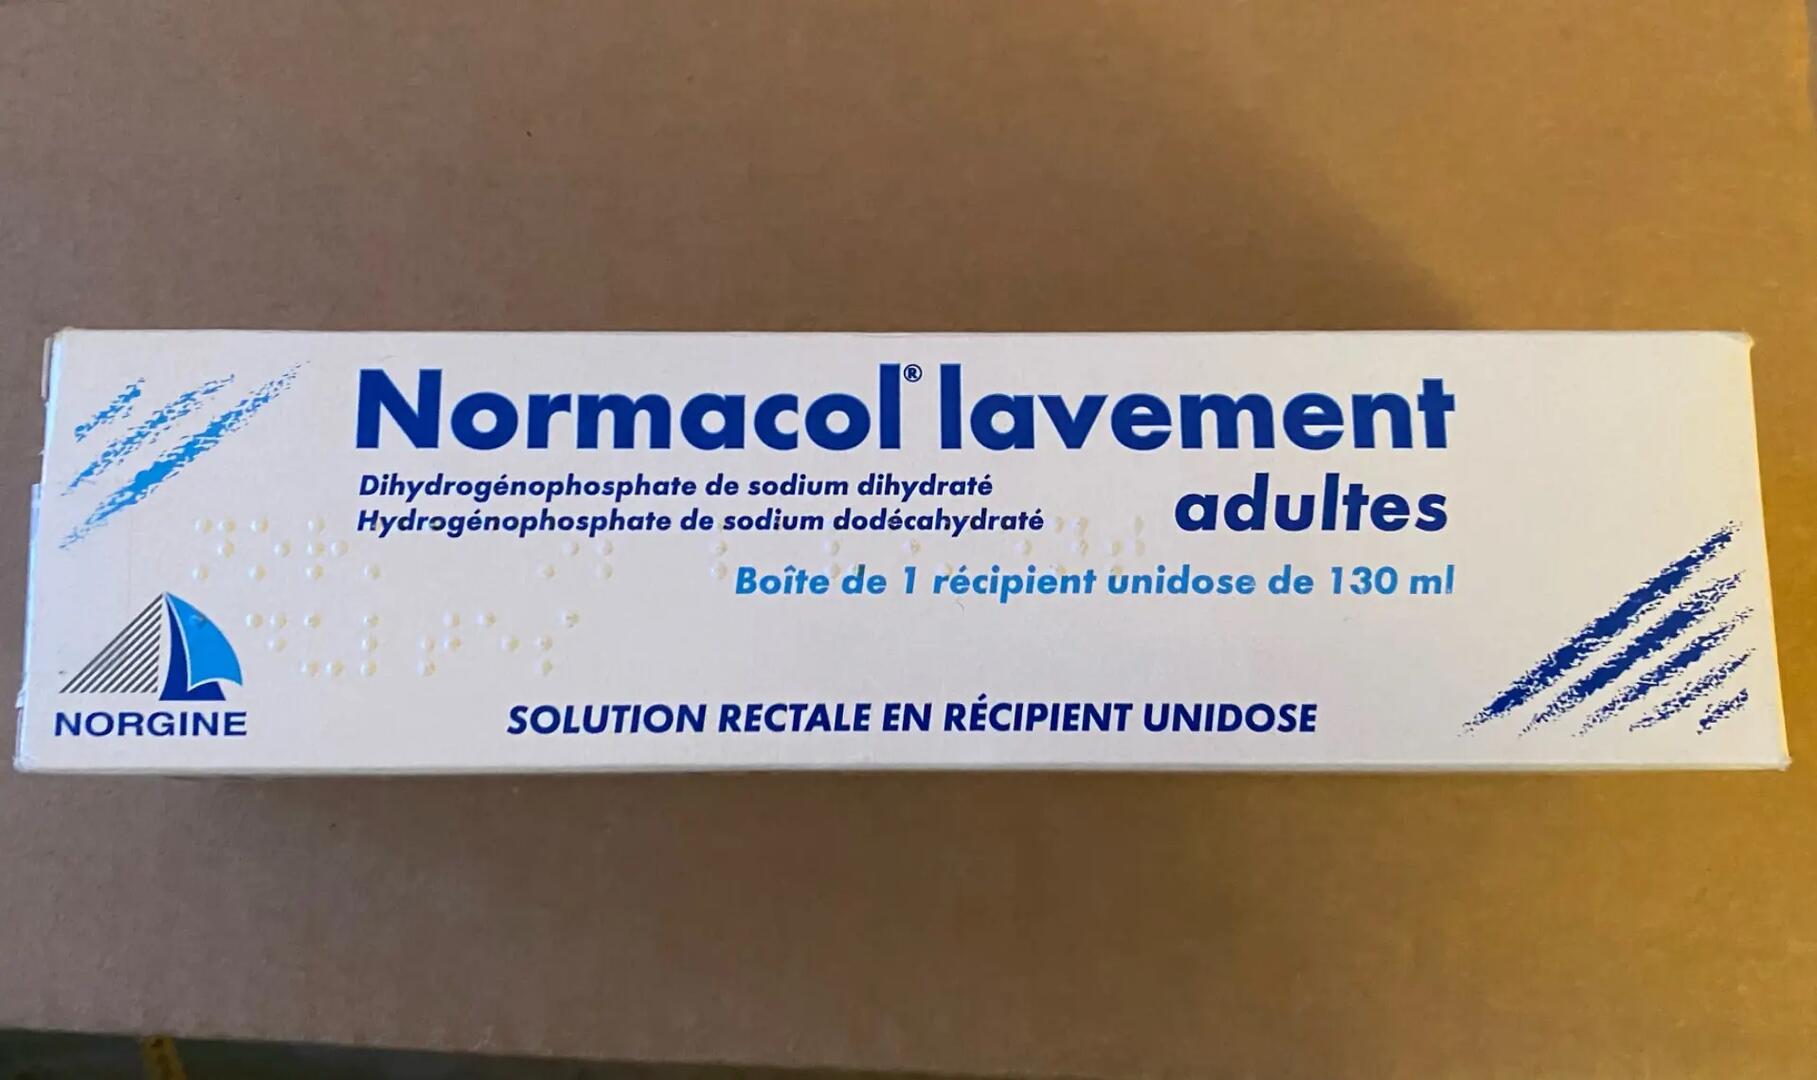 Normacol® lavement
adultes
Dihydrogénophosphate de sodium dihydraté
Hydrogénophosphate de sodium dodécahydraté
Boîte de 1 récipient unidose de 130 ml
NORGINE
SOLUTION RECTALE EN RÉCIPIENT UNIDOSE